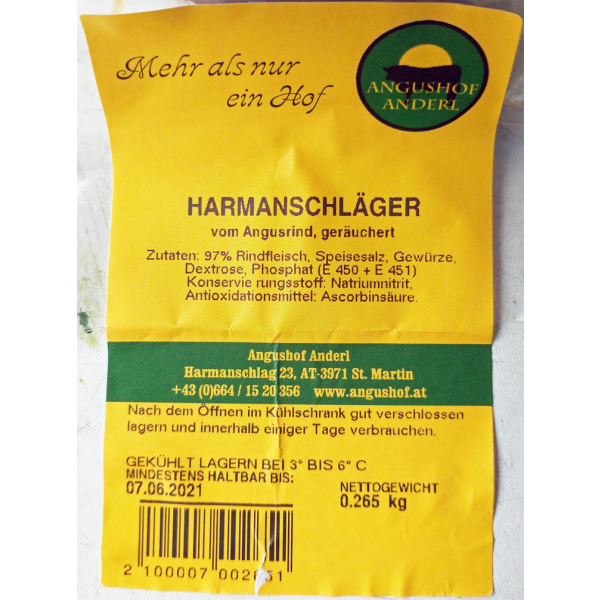 Mehr als nur
ein Hof
ANGUSHOF
ANDERL
HARMANSCHLÄGER
vom Angusrind, geräuchert
Zutaten: 97% Rindfleisch, Speisesalz, Gewürze,
Dextrose, Phosphat (E 450 + E 451)
Konservie rungsstoff: Natriumnitrit,
Antioxidationsmittel: Ascorbinsäure.
Angushof Anderl
Harmanschlag 23, AT-3971 St. Martin
+43 (0)664 / 15 20 356 www.angushof.at
Nach dem Öffnen im Kühlschrank gut verschlossen
lagern und innerhalb einiger Tage verbrauchen.
GEKÜHLT LAGERN BEI 3° BIS 6° C
MINDESTENS HALTBAR BIS:
07.06.2021
NETTOGEWICHT
0.265 kg
2 100007 002651